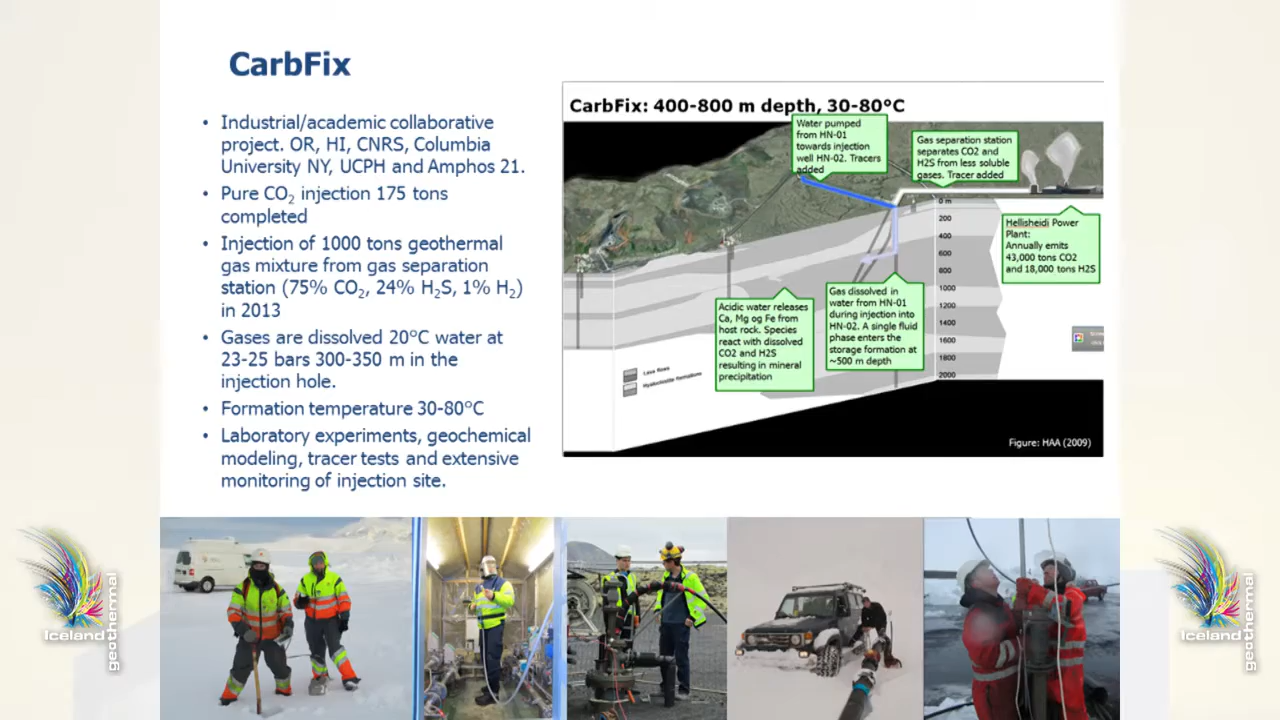 CarbFix
• Industrial/academic collaborative
project. OR, HI, CNRS, Columbia
University NY, UCPH and Amphos 21.
• Pure CO₂ injection 175 tons
completed
• Injection of 1000 tons geothermal
gas mixture from gas separation
station (75% CO₂, 24% H₂S, 1% H₂)
in 2013
• Gases are dissolved 20°C water at
23-25 bars 300-350 m in the
injection hole.
• Formation temperature 30-80°C
• Laboratory experiments, geochemical
modeling, tracer tests and extensive
monitoring of injection site.
CarbFix: 400-800 m depth, 30-80°C
Water pumped
from HN-01
towards injection
well HN-02. Tracers
added
Gas separation station
separates CO2 and
H2S from less soluble
gases. Tracer added
Hellisheidi Power
Plant:
Annually emits
43,000 tons CO2
and 18,000 tons H2S
Acidic water releases
Ca, Mg og Fe from
host rock. Species
react with dissolved
CO2 and H2S
resulting in mineral
precipitation
Gas dissolved in
water from HN-01
during injection into
HN-02. A single fluid
phase enters the
storage formation at
~500 m depth
0 m
200
400
600
800
1000
1200
1400
1600
1800
2000
Lava flows
Hyaloclastite formations
Figure: HAA (2009)
Iceland
geothermal
Iceland
geothermal